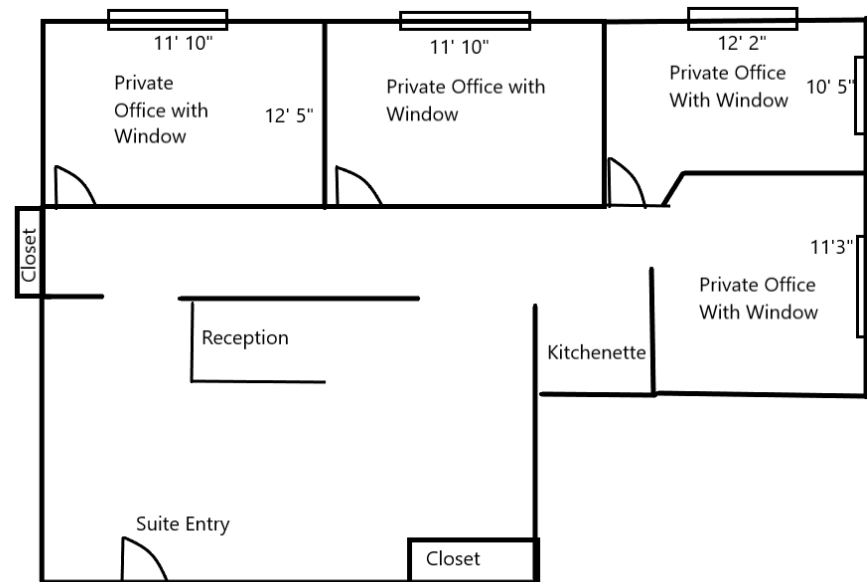 11' 10"
Private
Office with
Window
12' 5"
11' 10"
Private Office with
Window
12' 2"
Private Office
With Window
10' 5"
11'3"
Private Office
With Window
Closet
Reception
Kitchenette
Suite Entry
Closet